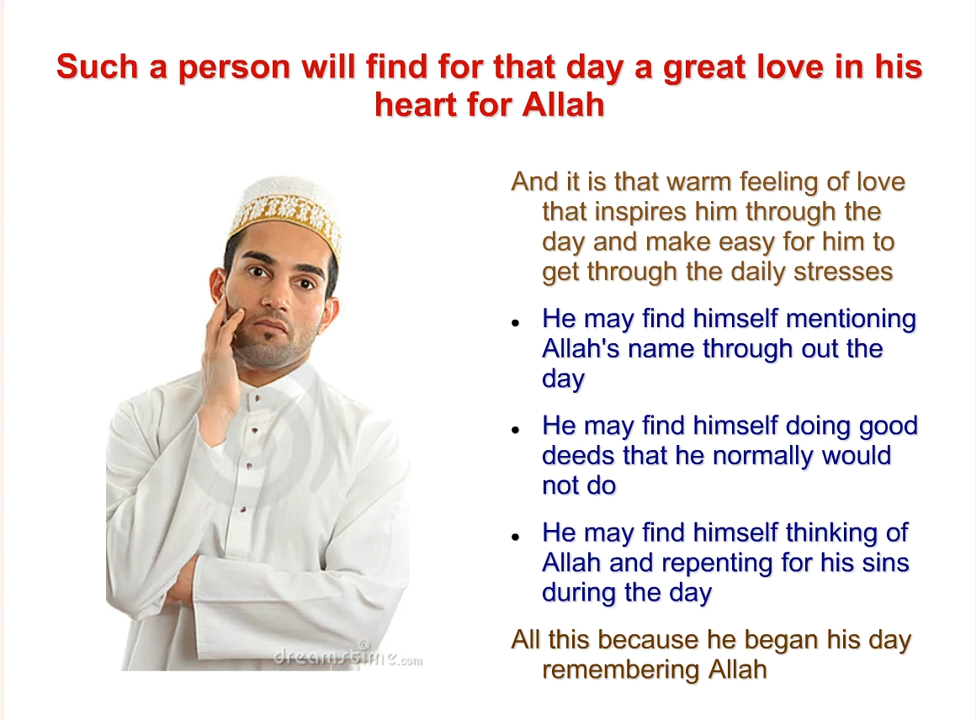 Such a person will find for that day a great love in his
heart for Allah
And it is that warm feeling of love
that inspires him through the
day and make easy for him to
get through the daily stresses
He may find himself mentioning
Allah's name through out the
day
He may find himself doing good
deeds that he normally would
not do
He may find himself thinking of
Allah and repenting for his sins
during the day
All this because he began his day
remembering Allah
dreamstime.com